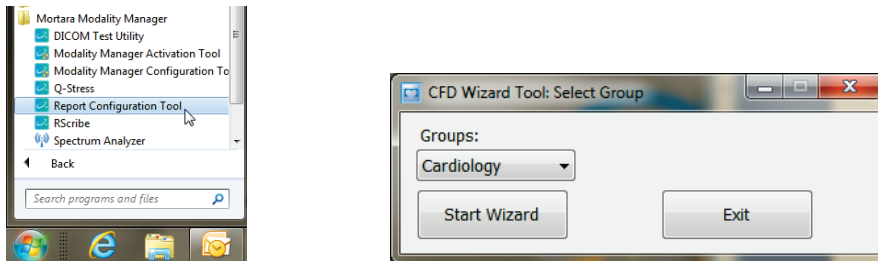 Mortara Modality Manager
DICOM Test Utility
Modality Manager Activation Tool
Modality Manager Configuration To
Q-Stress
Report Configuration Tool
RScribe
Spectrum Analyzer
Back
Search programs and files
CFD Wizard Tool: Select Group
Groups:
Cardiology
Start Wizard
Exit